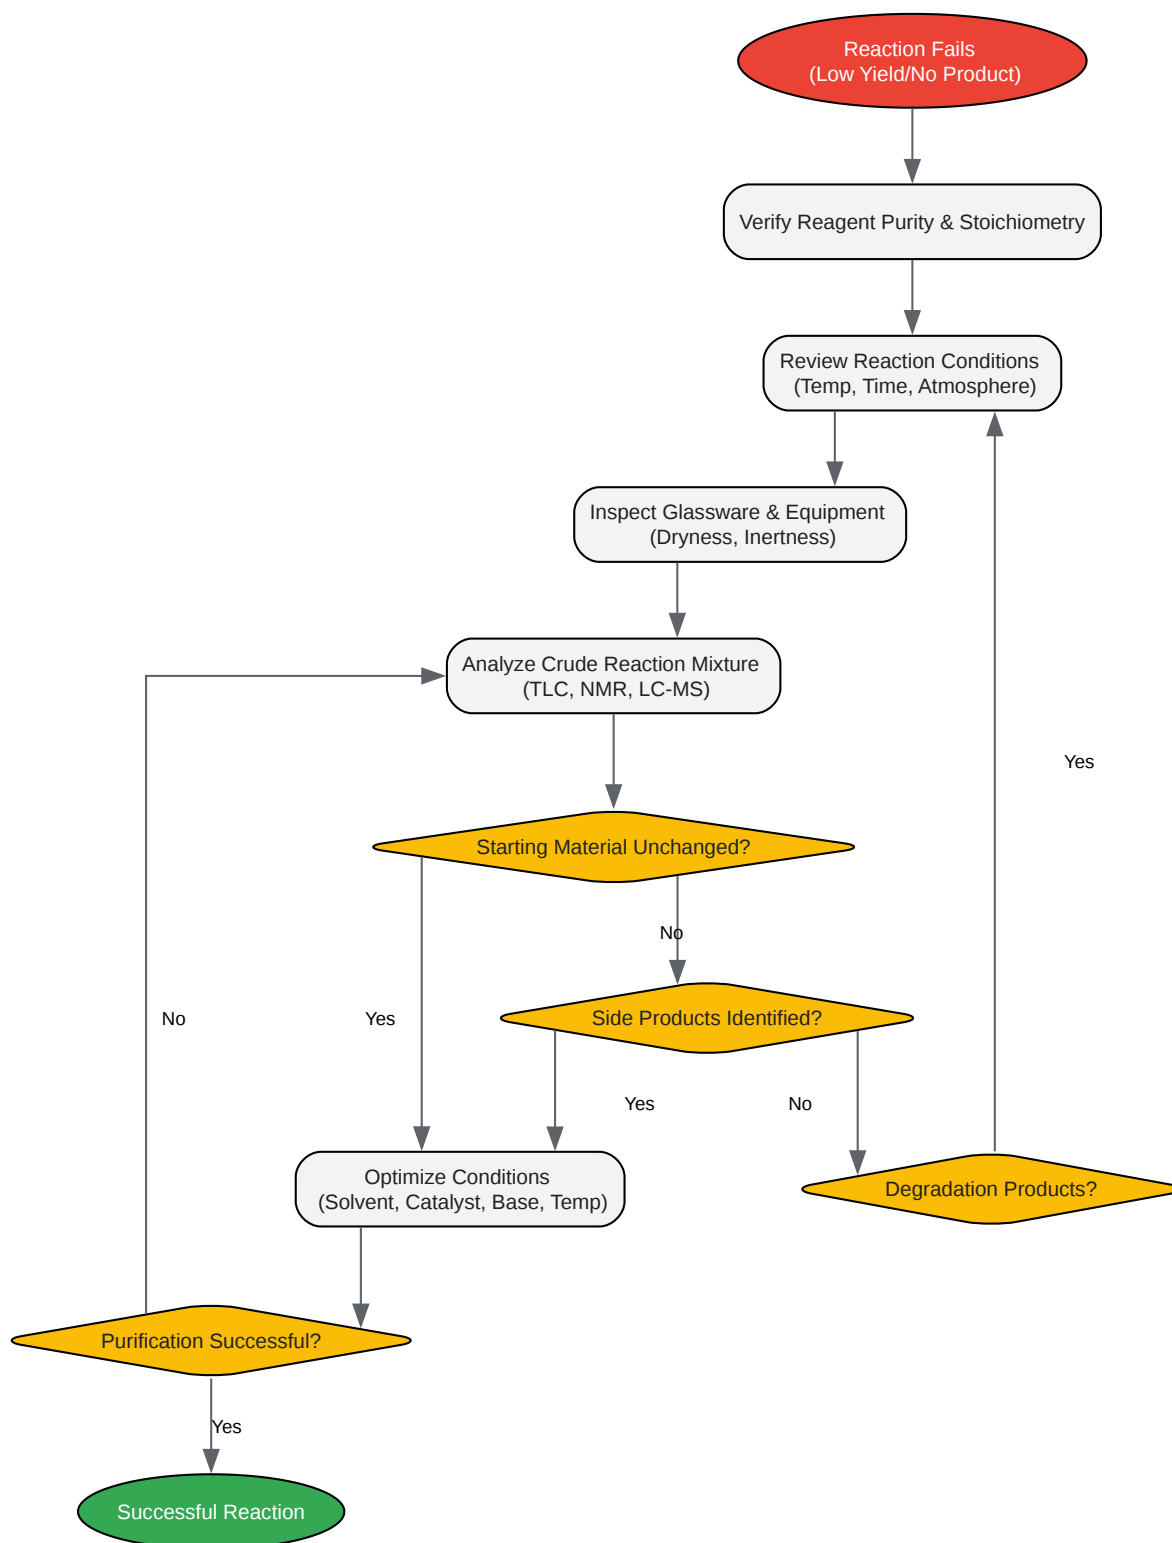 Reaction Fails
(Low Yield/No Product)
Verify Reagent Purity & Stoichiometry
Review Reaction Conditions
(Temp, Time, Atmosphere)
Inspect Glassware & Equipment
(Dryness, Inertness)
Analyze Crude Reaction Mixture
(TLC, NMR, LC-MS)
Yes
Starting Material Unchanged?
No
No
Yes
Side Products Identified?
Yes
No
Optimize Conditions
(Solvent, Catalyst, Base, Temp)
Degradation Products?
Purification Successful?
Yes
Successful Reaction